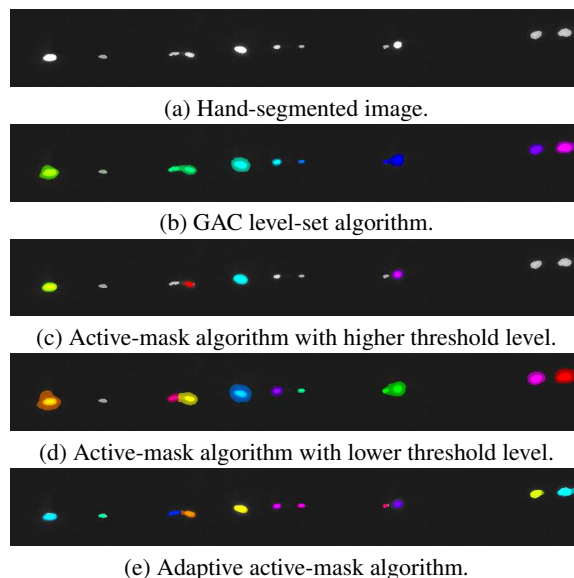 (a) Hand-segmented image.
(b) GAC level-set algorithm.
(c) Active-mask algorithm with higher threshold level.
(d) Active-mask algorithm with lower threshold level.
(e) Adaptive active-mask algorithm.